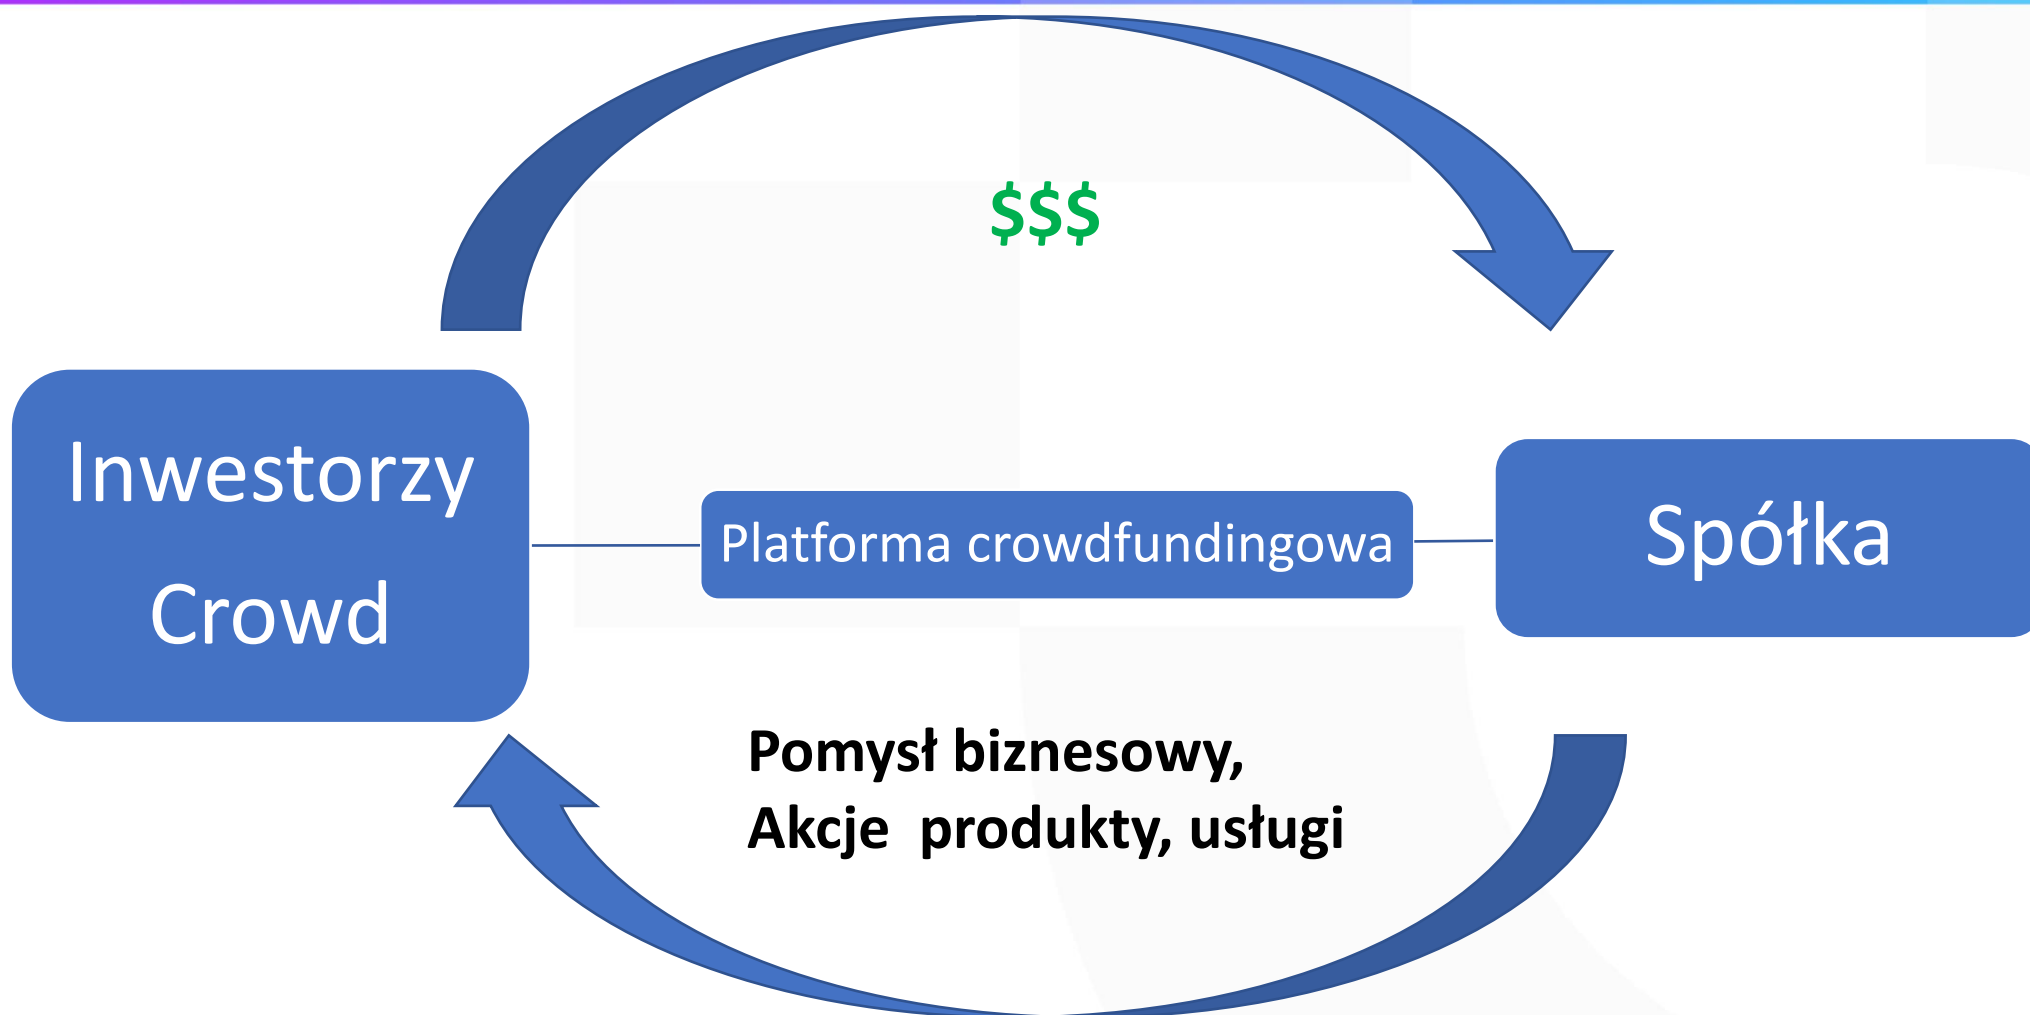 $$$
Inwestorzy
Crowd
Platforma crowdfundingowa
Spółka
Pomysł biznesowy,
Akcje  produkty, usługi